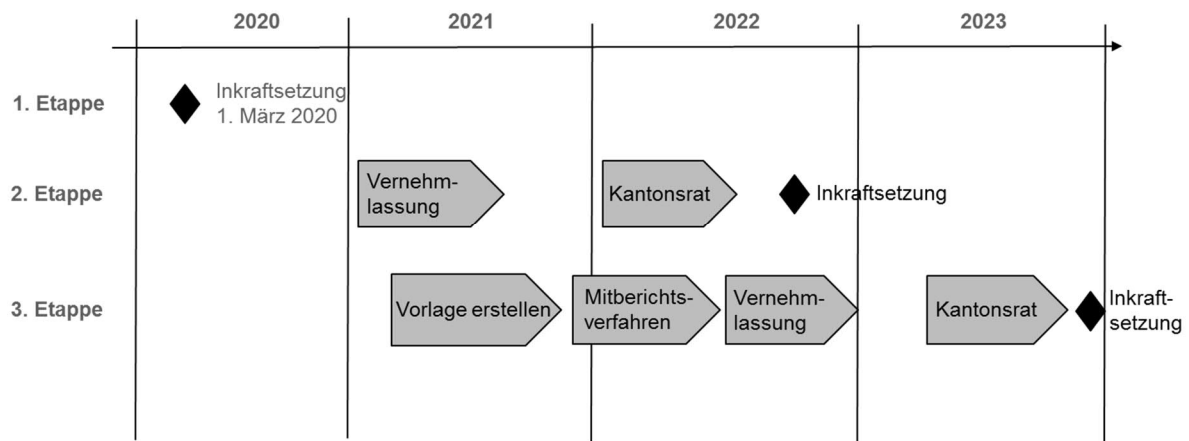 2020 2021 2022 2023
1. Etappe
Inkraftsetzung
1. März 2020
2. Etappe
Vernehm-
lassung
Kantonsrat
Inkraftsetzung
3. Etappe
Vorlage erstellen
Mitberichts-
verfahren
Vernehm-
lassung
Kantonsrat
Inkraft-
setzung